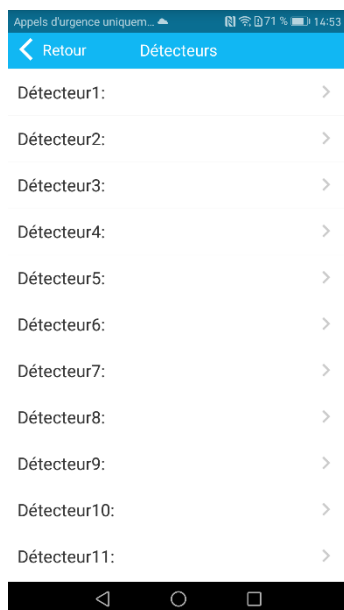 Appels d'urgence uniquem... 71 % 14:53
Retour Détecteurs
Détecteur1:
Détecteur2:
Détecteur3:
Détecteur4:
Détecteur5:
Détecteur6:
Détecteur7:
Détecteur8:
Détecteur9:
Détecteur10:
Détecteur11: